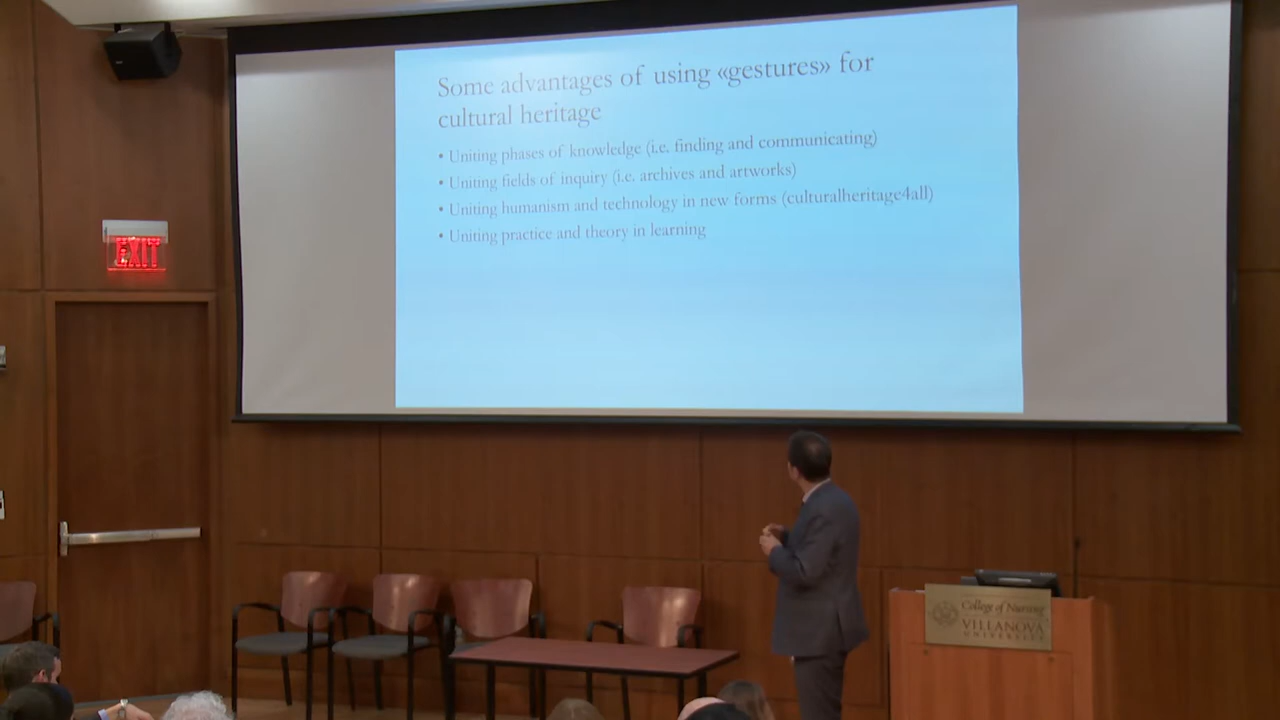 Some advantages of using «gestures» for
cultural heritage
• Uniting phases of knowledge (i.e. finding and communicating)
• Uniting fields of inquiry (i.e. archives and artworks)
• Uniting humanism and technology in new forms (culturalheritage4all)
• Uniting practice and theory in learning
EXIT
College of Nursing
VILLANOVA
UNIVERSITY